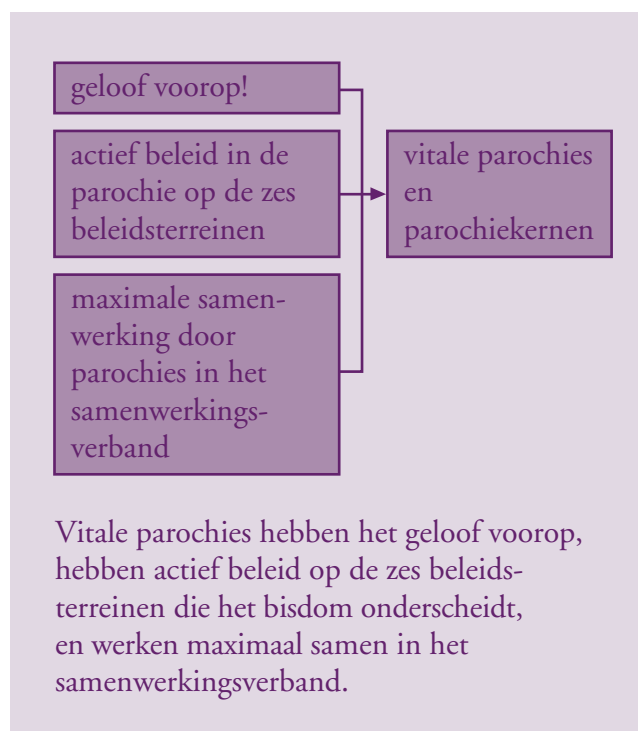 geloof voorop!
actief beleid in de
parochie op de zes
beleidsterreinen
maximale samen-
werking door
parochies in het
samenwerkings-
verband
vitale parochies
en
parochiekernen
Vitale parochies hebben het geloof voorop,
hebben actief beleid op de zes beleids-
terreinen die het bisdom onderscheidt,
en werken maximaal samen in het
samenwerkingsverband.